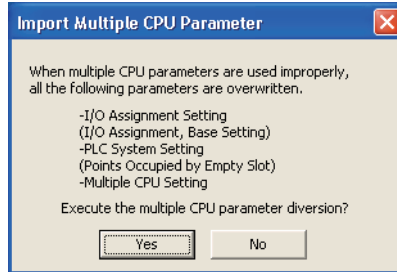 Import Multiple CPU Parameter
When multiple CPU parameters are used improperly,
all the following parameters are overwritten.
-I/O Assignment Setting
(I/O Assignment, Base Setting)
-PLC System Setting
(Points Occupied by Empty Slot)
-Multiple CPU Setting
Execute the multiple CPU parameter diversion?
Yes No